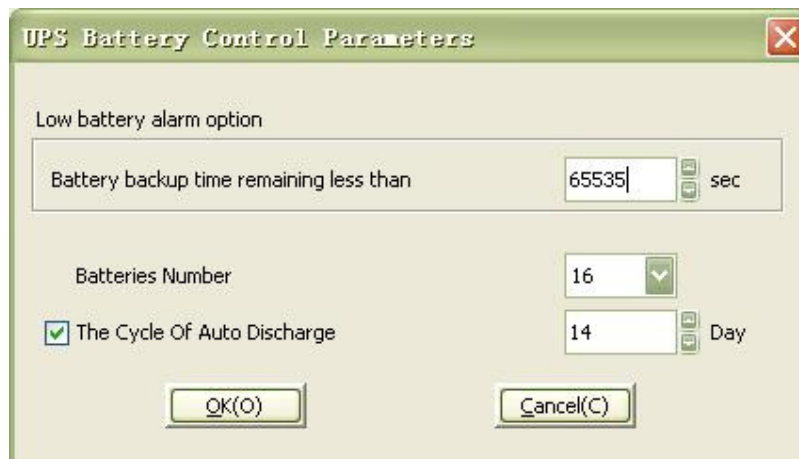 UPS Battery Control Parameters
Low battery alarm option
Battery backup time remaining less than 65535 sec
Batteries Number 16
The Cycle Of Auto Discharge 14 Day
OK(O) Cancel(C)